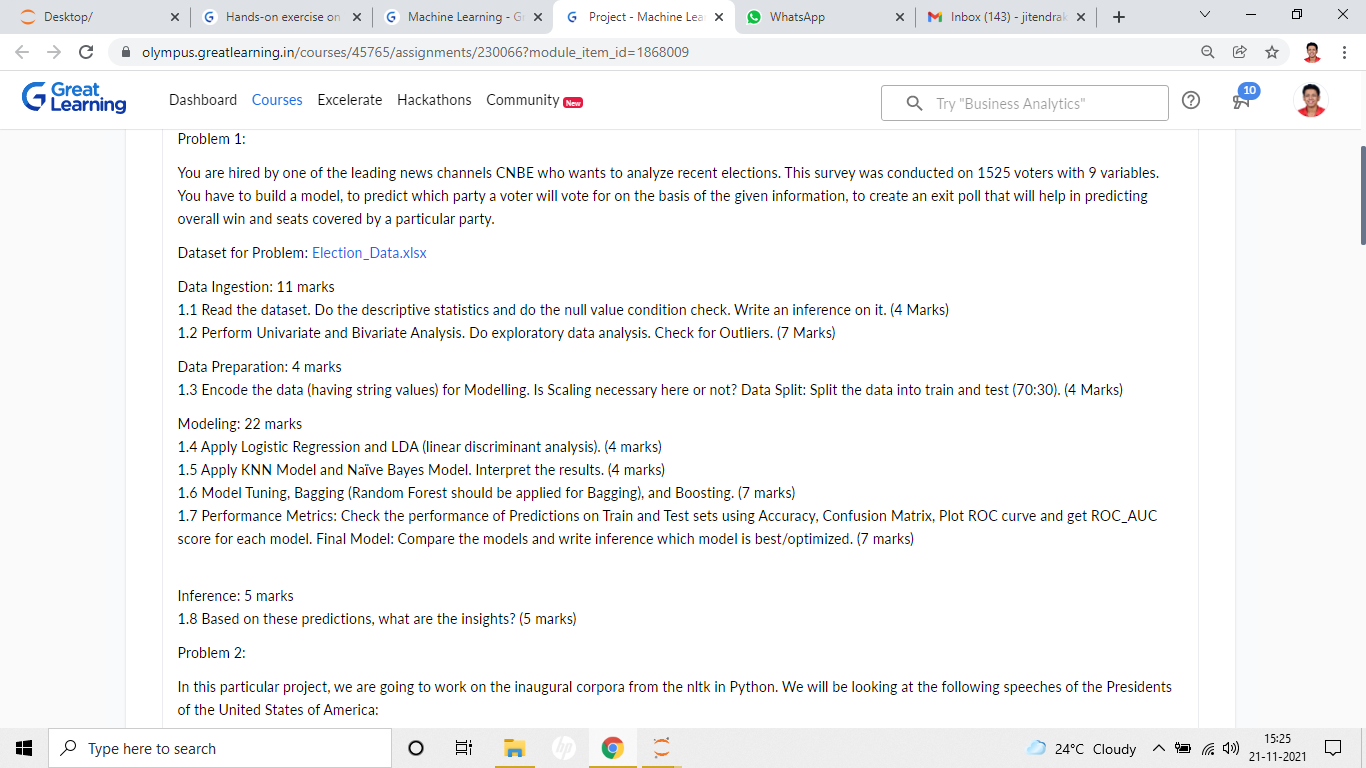 Desktop/
Hands-on exercise on
Machine Learning - G
Project - Machine Lea
WhatsApp
Inbox (143) - jitendrak
olympus.greatlearning.in/courses/45765/assignments/230066?module_item_id=1868009
Great Learning
Dashboard Courses Excelerate Hackathons Community New
Try "Business Analytics"
10
Problem 1:
You are hired by one of the leading news channels CNBE who wants to analyze recent elections. This survey was conducted on 1525 voters with 9 variables.
You have to build a model, to predict which party a voter will vote for on the basis of the given information, to create an exit poll that will help in predicting
overall win and seats covered by a particular party.
Dataset for Problem: Election_Data.xlsx
Data Ingestion: 11 marks
1.1 Read the dataset. Do the descriptive statistics and do the null value condition check. Write an inference on it. (4 Marks)
1.2 Perform Univariate and Bivariate Analysis. Do exploratory data analysis. Check for Outliers. (7 Marks)
Data Preparation: 4 marks
1.3 Encode the data (having string values) for Modelling. Is Scaling necessary here or not? Data Split: Split the data into train and test (70:30). (4 Marks)
Modeling: 22 marks
1.4 Apply Logistic Regression and LDA (linear discriminant analysis). (4 marks)
1.5 Apply KNN Model and Naïve Bayes Model. Interpret the results. (4 marks)
1.6 Model Tuning, Bagging (Random Forest should be applied for Bagging), and Boosting. (7 marks)
1.7 Performance Metrics: Check the performance of Predictions on Train and Test sets using Accuracy, Confusion Matrix, Plot ROC curve and get ROC_AUC
score for each model. Final Model: Compare the models and write inference which model is best/optimized. (7 marks)
Inference: 5 marks
1.8 Based on these predictions, what are the insights? (5 marks)
Problem 2:
In this particular project, we are going to work on the inaugural corpora from the nltk in Python. We will be looking at the following speeches of the Presidents
of the United States of America:
Type here to search
hp
24°C Cloudy
15:25
21-11-2021